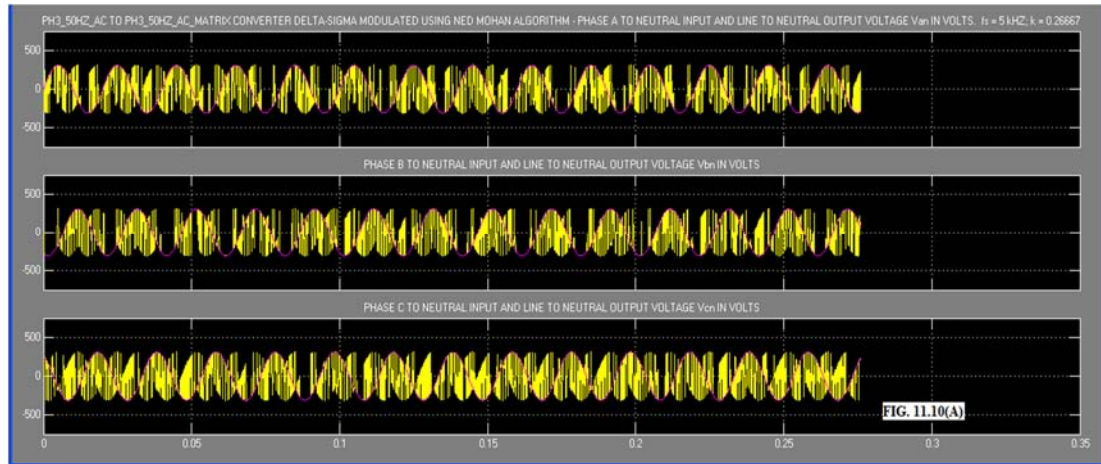 PH3_50HZ_AC TO PH3_50HZ_AC_MATRIX CONVERTER DELTA-SIGMA MODULATED USING NED MOHAN ALGORITHM - PHASE A TO NEUTRAL INPUT AND LINE TO NEUTRAL OUTPUT VOLTAGE Van IN VOLTS. fs = 5 kHZ; k = 0.26667
500
0
-500
PHASE B TO NEUTRAL INPUT AND LINE TO NEUTRAL OUTPUT VOLTAGE Vbn IN VOLTS
500
0
-500
PHASE C TO NEUTRAL INPUT AND LINE TO NEUTRAL OUTPUT VOLTAGE Vcn IN VOLTS
500
0
-500
FIG. 11.10(A)
0 0.05 0.1 0.15 0.2 0.25 0.3 0.35